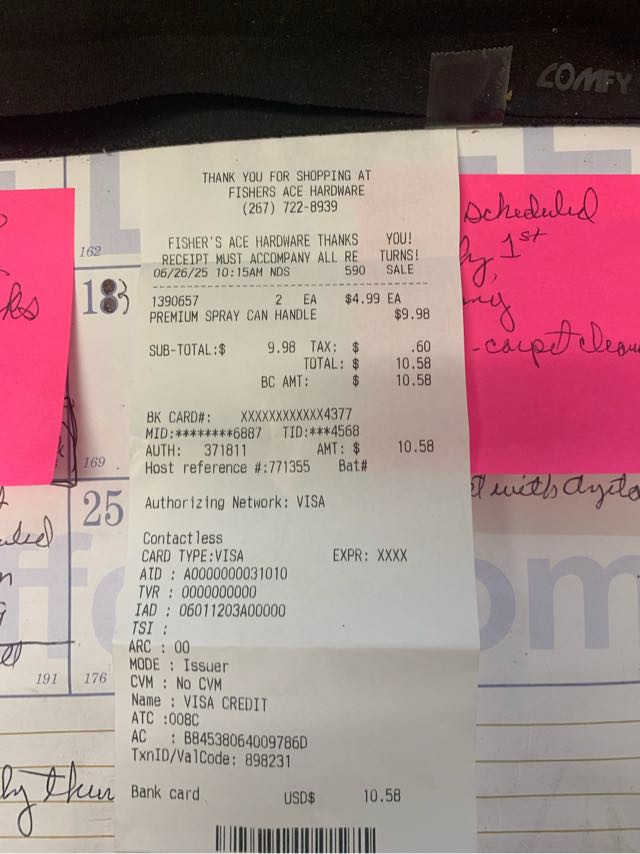 COMFY
THANK YOU FOR SHOPPING AT
FISHERS ACE HARDWARE
(267) 722-8939
FISHER'S ACE HARDWARE THANKS YOU!
RECEIPT MUST ACCOMPANY ALL RE TURNS!
06/26/25 10:15AM NDS 590 SALE
1390657 2 EA $4.99 EA
PREMIUM SPRAY CAN HANDLE $9.98
SUB-TOTAL:$ 9.98 TAX: $ .60
TOTAL: $ 10.58
BC AMT: $ 10.58
BK CARD#: XXXXXXXXXXXX4377
MID:********6887 TID:***4568
AUTH: 371811 AMT: $ 10.58
Host reference #:771355 Bat#
Authorizing Network: VISA
Contactless
CARD TYPE:VISA EXPR: XXXX
AID : A0000000031010
TVR : 0000000000
IAD : 06011203A00000
TSI :
ARC : 00
MODE : Issuer
CVM : No CVM
Name : VISA CREDIT
ATC :008C
AC : B84538064009786D
TxnID/ValCode: 898231
Bank card USD$ 10.58
162
18
169
25
191
176
scheduled
1st
- carpet clean
with